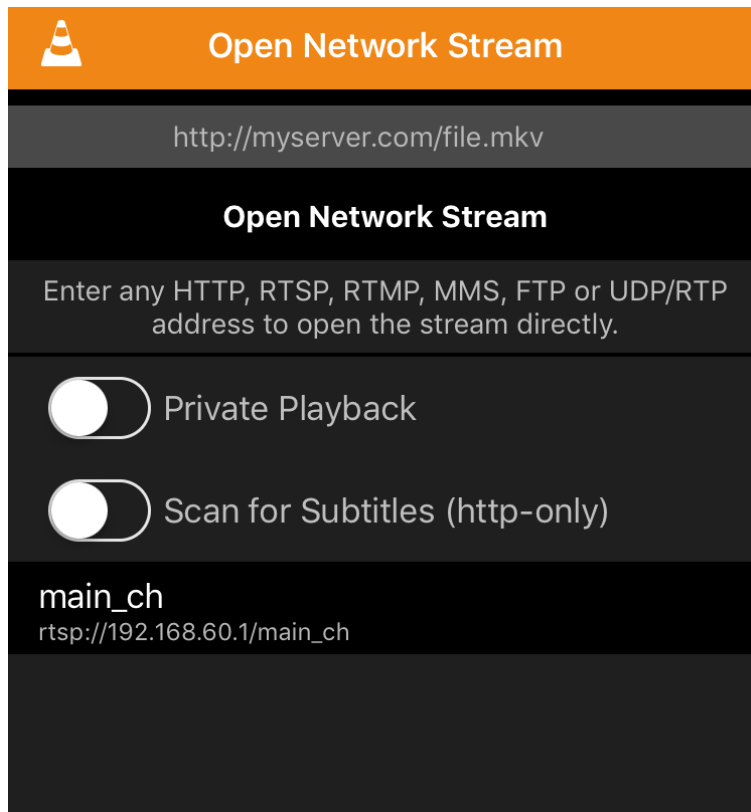 Open Network Stream
http://myserver.com/file.mkv
Open Network Stream
Enter any HTTP, RTSP, RTMP, MMS, FTP or UDP/RTP
address to open the stream directly.
Private Playback
Scan for Subtitles (http-only)
main_ch
rtsp://192.168.60.1/main_ch